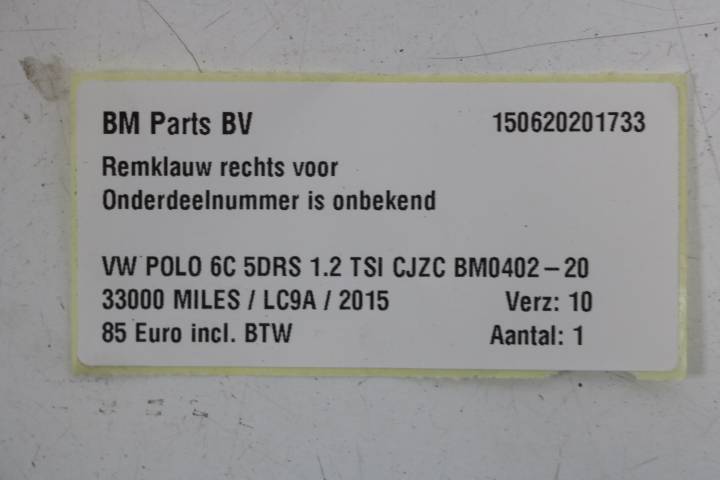 BM Parts BV 150620201733
Remklauw rechts voor
Onderdeelnummer is onbekend
VW POLO 6C 5DRS 1.2 TSI CJZC BM0402-20
33000 MILES / LC9A / 2015 Verz: 10
85 Euro incl. BTW Aantal: 1